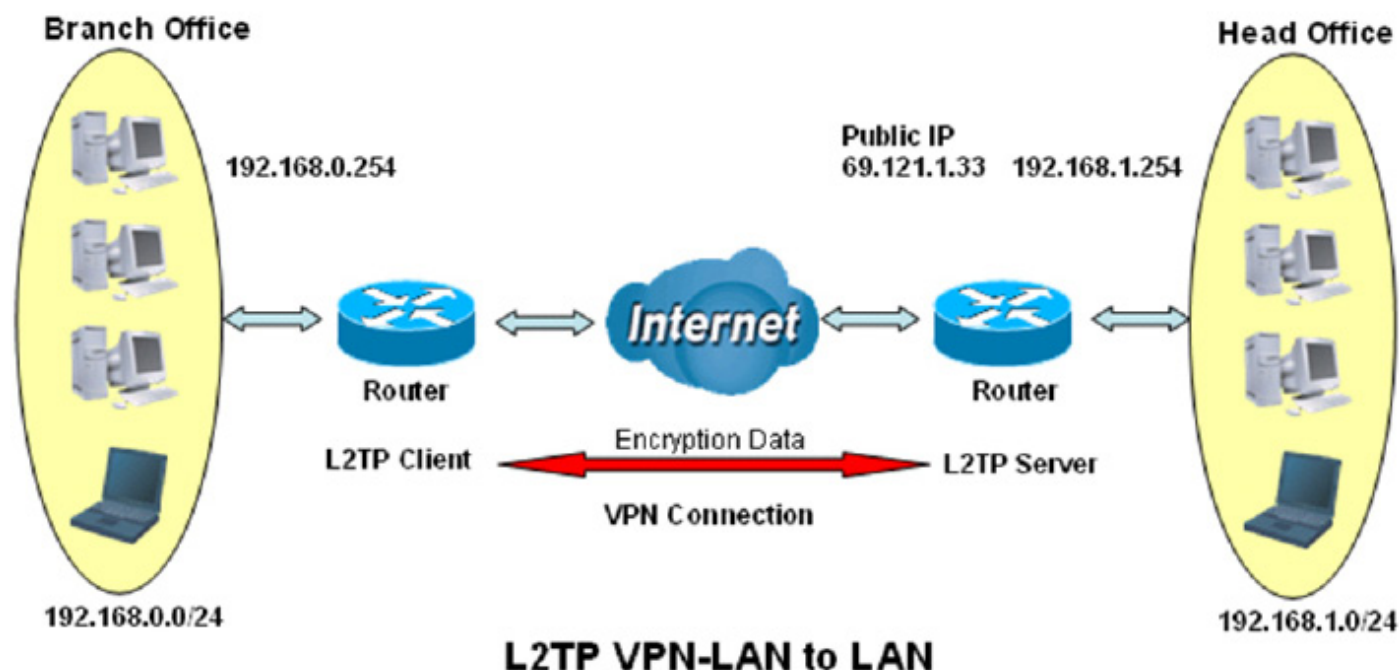 Branch Office
Head Office
192.168.0.254
Public IP
69.121.1.33 192.168.1.254
Internet
Router
Router
L2TP Client
Encryption Data
L2TP Server
VPN Connection
192.168.0.0/24
192.168.1.0/24
L2TP VPN-LAN to LAN